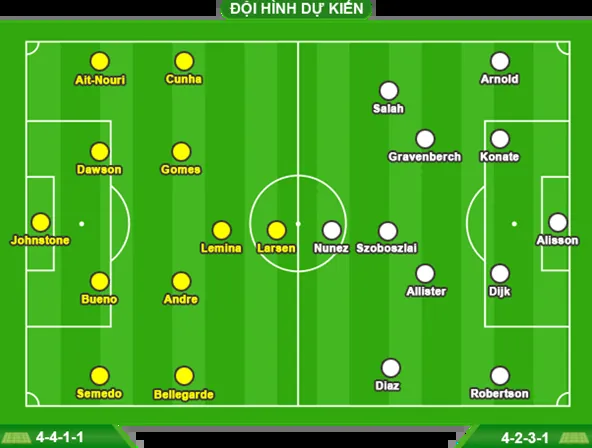 ĐỘI HÌNH DỰ KIẾN
Ait-Nouri
Cunha
Salah
Arnold
Dawson
Gomes
Gravenberch
Konate
Johnstone
Lemina
Larsen
Nunez
Szoboszlai
Alisson
Bueno
Andre
Allister
Dijk
Semedo
Bellegarde
Diaz
Robertson
4-4-1-1
4-2-3-1